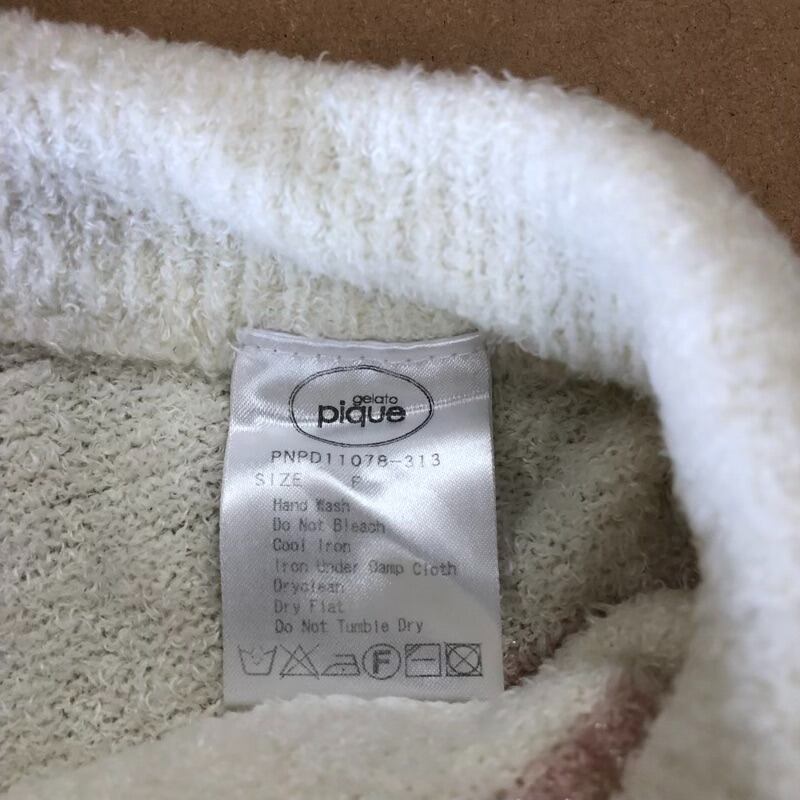 gelato
pique
PNPD11078-313
SIZE F
Hand Wash
Do Not Bleach
Cool Iron
Iron Under Damp Cloth
Dryclean
Dry Flat
Do Not Tumble Dry
F